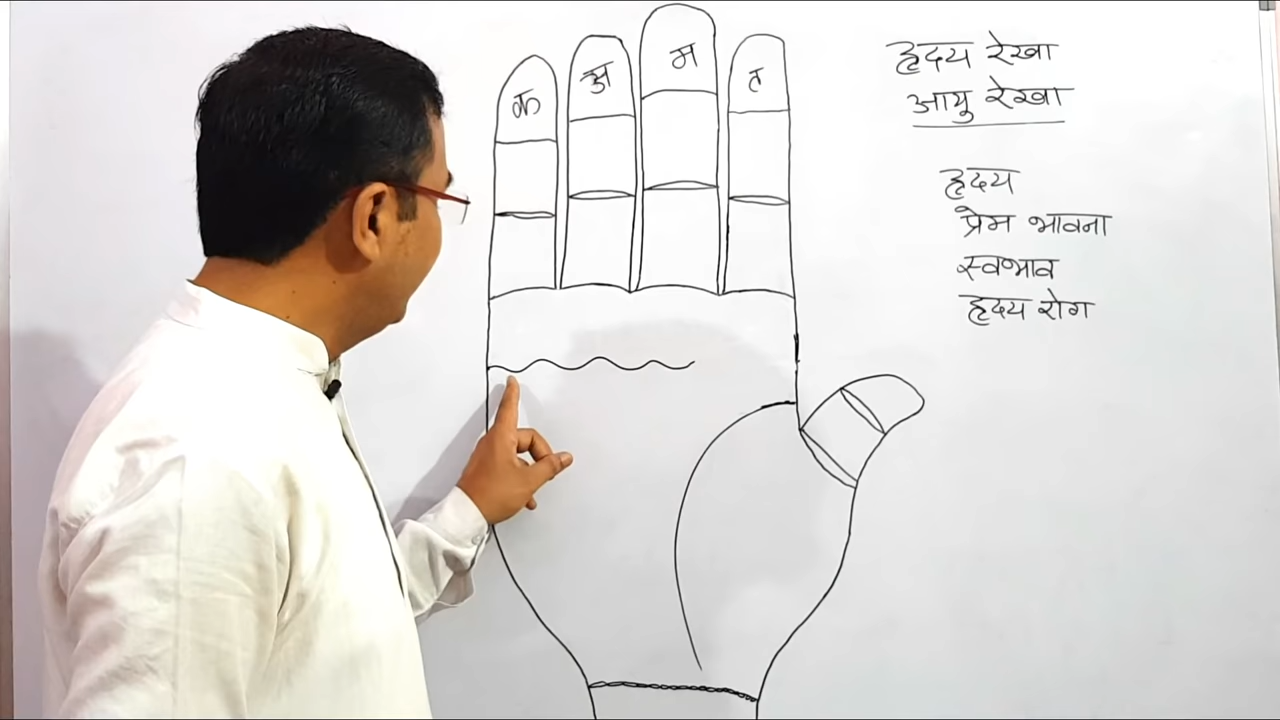 क
अ
म
त
हृदय रेखा
आयु रेखा
हृदय
प्रेम भावना
स्वभाव
हृदय रोग